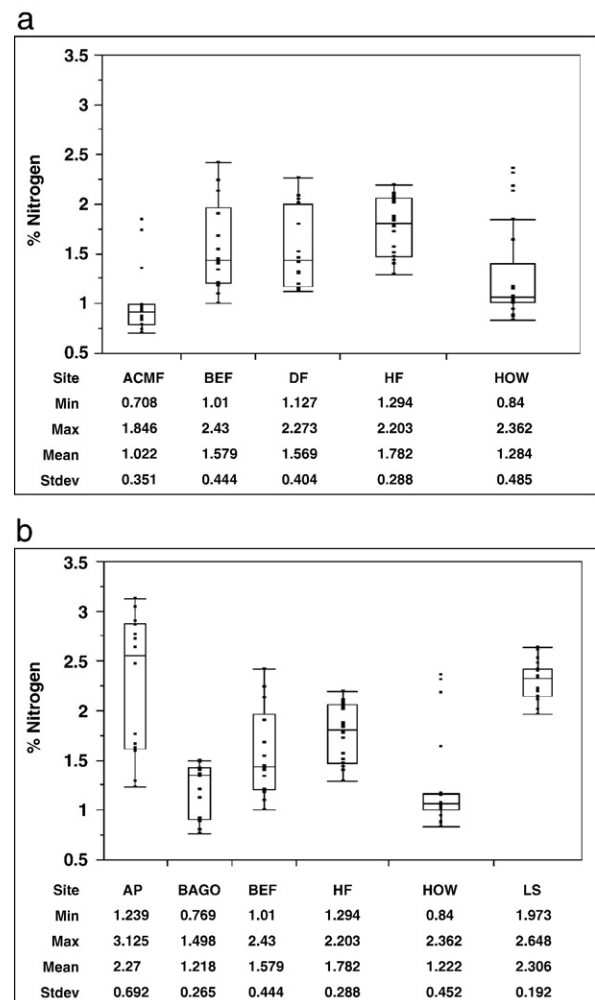 a
3.5
3
2.5
2
1.5
1
0.5
% Nitrogen
Site ACMF BEF DF HF HOW
Min 0.708 1.01 1.127 1.294 0.84
Max 1.846 2.43 2.273 2.203 2.362
Mean 1.022 1.579 1.569 1.782 1.284
Stdev 0.351 0.444 0.404 0.288 0.485
b
3.5
3
2.5
2
1.5
1
0.5
% Nitrogen
Site AP BAGO BEF HF HOW LS
Min 1.239 0.769 1.01 1.294 0.84 1.973
Max 3.125 1.498 2.43 2.203 2.362 2.648
Mean 2.27 1.218 1.579 1.782 1.222 2.306
Stdev 0.692 0.265 0.444 0.288 0.452 0.192